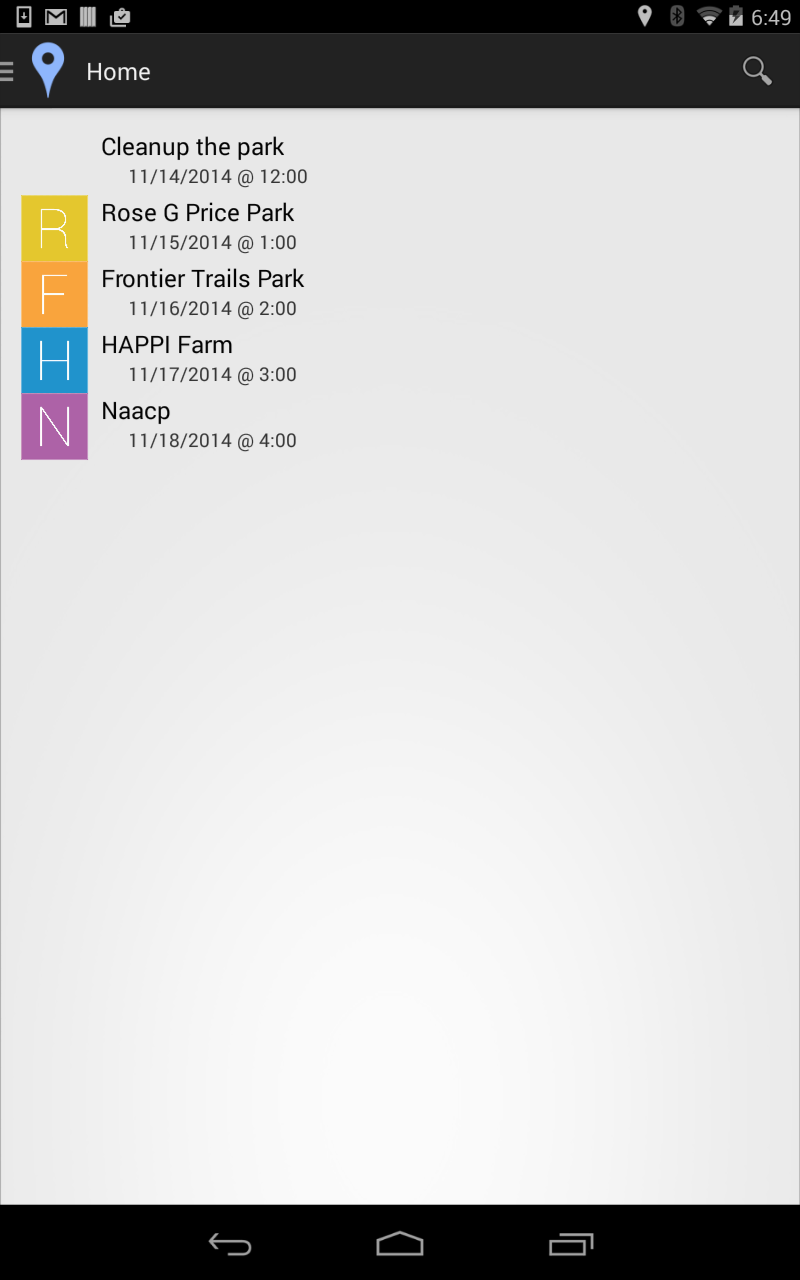 6:49
Home
Cleanup the park
11/14/2014 @ 12:00
R
Rose G Price Park
11/15/2014 @ 1:00
F
Frontier Trails Park
11/16/2014 @ 2:00
H
HAPPI Farm
11/17/2014 @ 3:00
N
Naacp
11/18/2014 @ 4:00